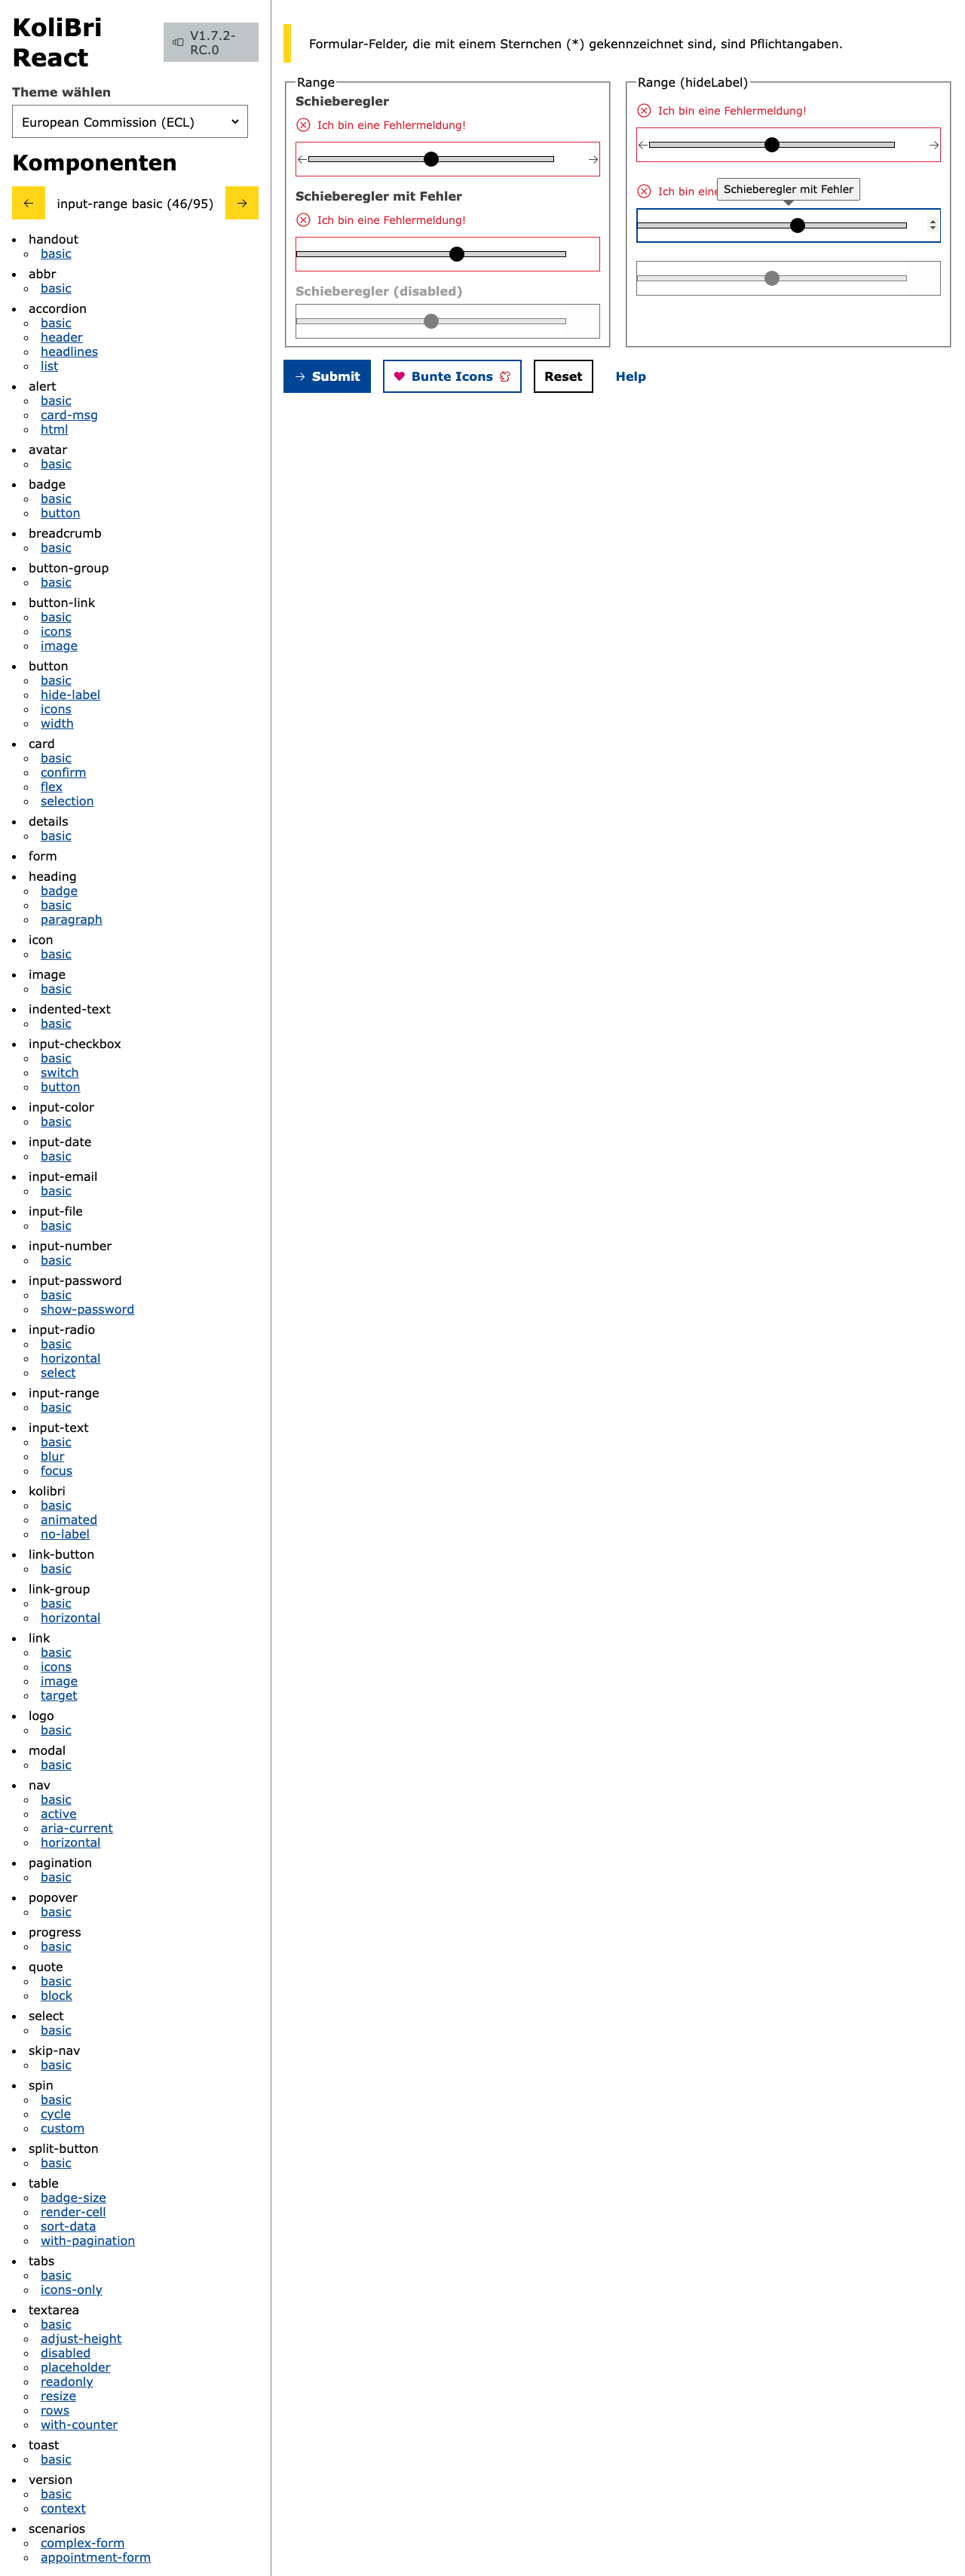 KoliBri
React
V1.7.2-
RC.0
Theme wählen
European Commission (ECL)
Komponenten
input-range basic (46/95)
handout
basic
abbr
basic
accordion
basic
header
headlines
list
alert
basic
card-msg
html
avatar
basic
badge
basic
button
breadcrumb
basic
button-group
basic
button-link
basic
icons
image
button
basic
hide-label
icons
width
card
basic
confirm
flex
selection
details
basic
form
heading
badge
basic
paragraph
icon
basic
image
basic
indented-text
basic
input-checkbox
basic
switch
button
input-color
basic
input-date
basic
input-email
basic
input-file
basic
input-number
basic
input-password
basic
show-password
input-radio
basic
horizontal
select
input-range
basic
input-text
basic
blur
focus
kolibri
basic
animated
no-label
link-button
basic
link-group
basic
horizontal
link
basic
icons
image
target
logo
basic
modal
basic
nav
basic
active
aria-current
horizontal
pagination
basic
popover
basic
progress
basic
quote
basic
block
select
basic
skip-nav
basic
spin
basic
cycle
custom
split-button
basic
table
badge-size
render-cell
sort-data
with-pagination
tabs
basic
icons-only
textarea
basic
adjust-height
disabled
placeholder
readonly
resize
rows
with-counter
toast
basic
version
basic
context
scenarios
complex-form
appointment-form
Formular-Felder, die mit einem Sternchen (*) gekennzeichnet sind, sind Pflichtangaben.
Range
Schieberegler
Ich bin eine Fehlermeldung!
Schieberegler mit Fehler
Ich bin eine Fehlermeldung!
Schieberegler (disabled)
Range (hideLabel)
Ich bin eine Fehlermeldung!
Ich bin eine
Schieberegler mit Fehler
Submit
Bunte Icons
Reset
Help